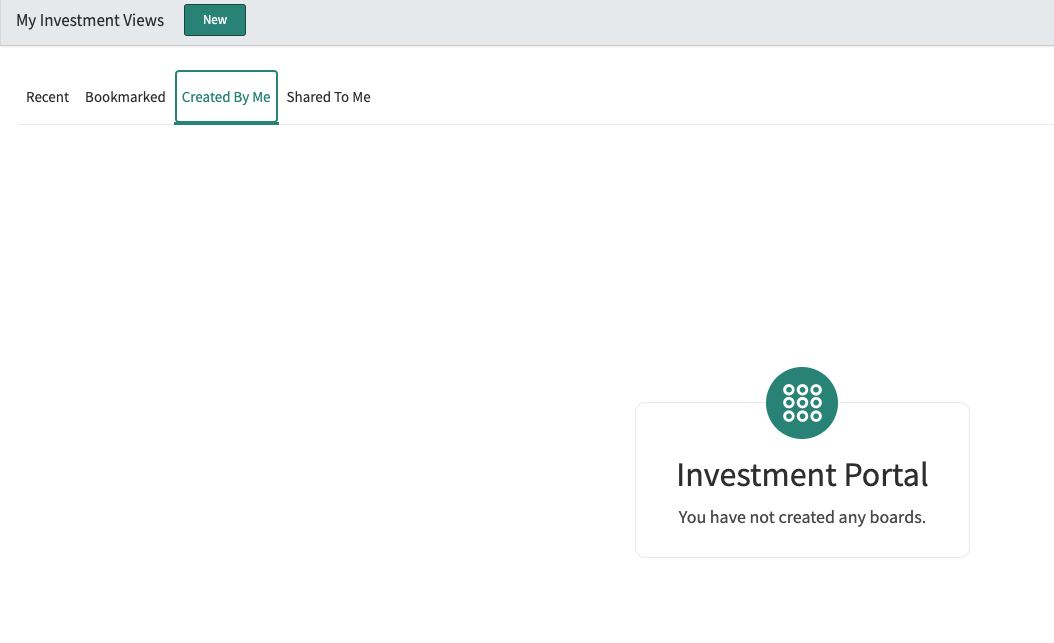 My Investment Views New
Recent Bookmarked Created By Me Shared To Me
Investment Portal
You have not created any boards.